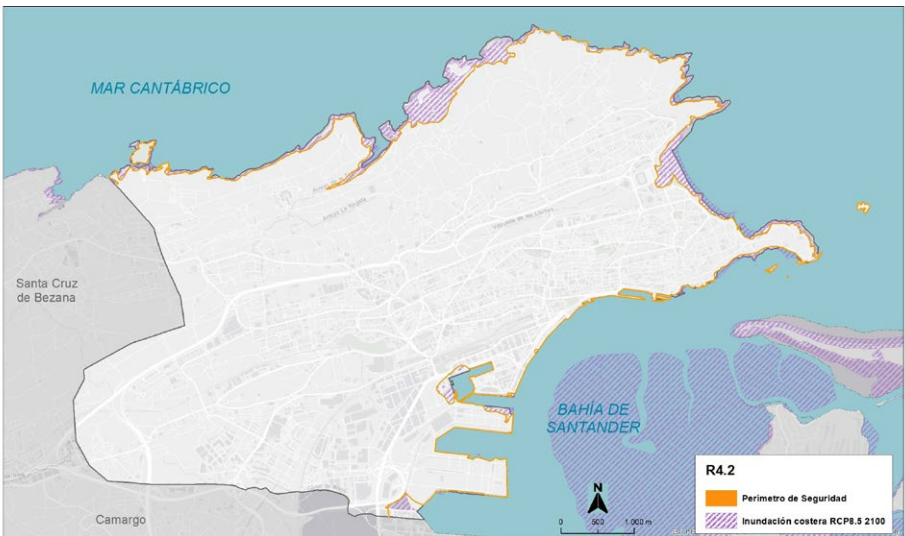 MAR CANTÁBRICO
Santa Cruz
de Bezana
BAHÍA DE
SANTANDER
Camargo
R4.2
Perímetro de Seguridad
Inundación costera RCP8.5 2100
N
0 500 1.000 m